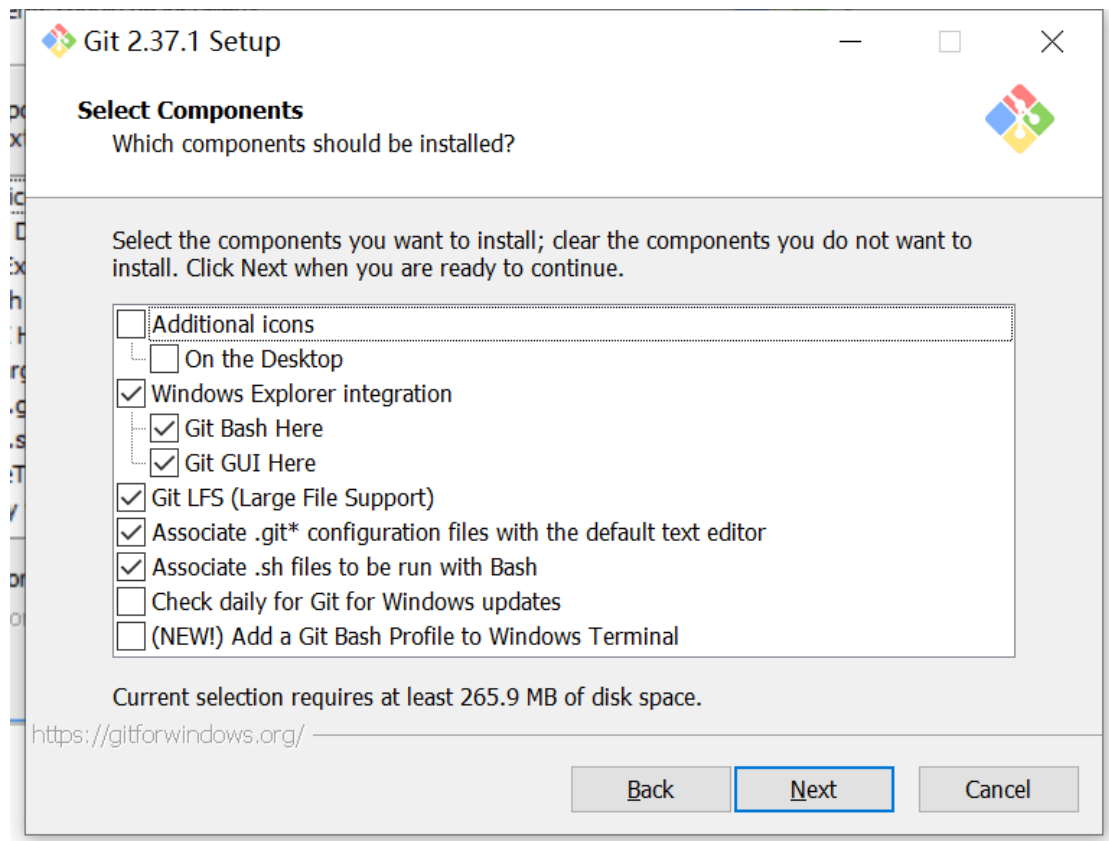 Git 2.37.1 Setup
Select Components
Which components should be installed?
Select the components you want to install; clear the components you do not want to
install. Click Next when you are ready to continue.
Additional icons
On the Desktop
Windows Explorer integration
Git Bash Here
Git GUI Here
Git LFS (Large File Support)
Associate .git* configuration files with the default text editor
Associate .sh files to be run with Bash
Check daily for Git for Windows updates
(NEW!) Add a Git Bash Profile to Windows Terminal
Current selection requires at least 265.9 MB of disk space.
https://gitforwindows.org/
Back
Next
Cancel